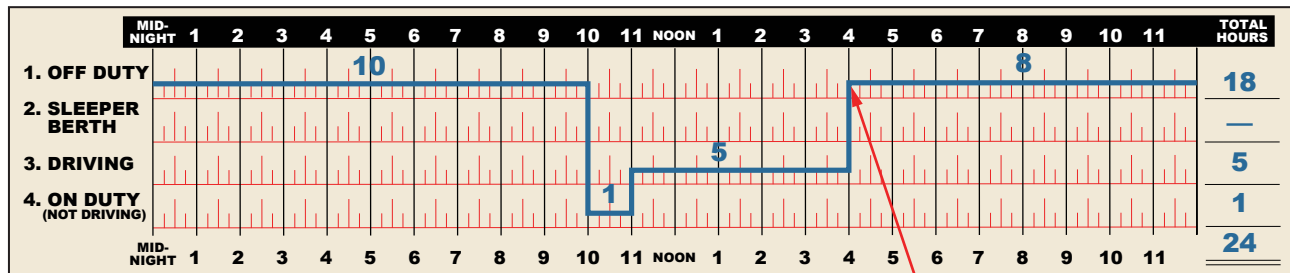 MID-NIGHT 1 2 3 4 5 6 7 8 9 10 11 NOON 1 2 3 4 5 6 7 8 9 10 11 TOTAL HOURS
1. OFF DUTY 10 8 18
2. SLEEPER BERTH —
3. DRIVING 5 5
4. ON DUTY (NOT DRIVING) 1 1
MID-NIGHT 1 2 3 4 5 6 7 8 9 10 11 NOON 1 2 3 4 5 6 7 8 9 10 11 24